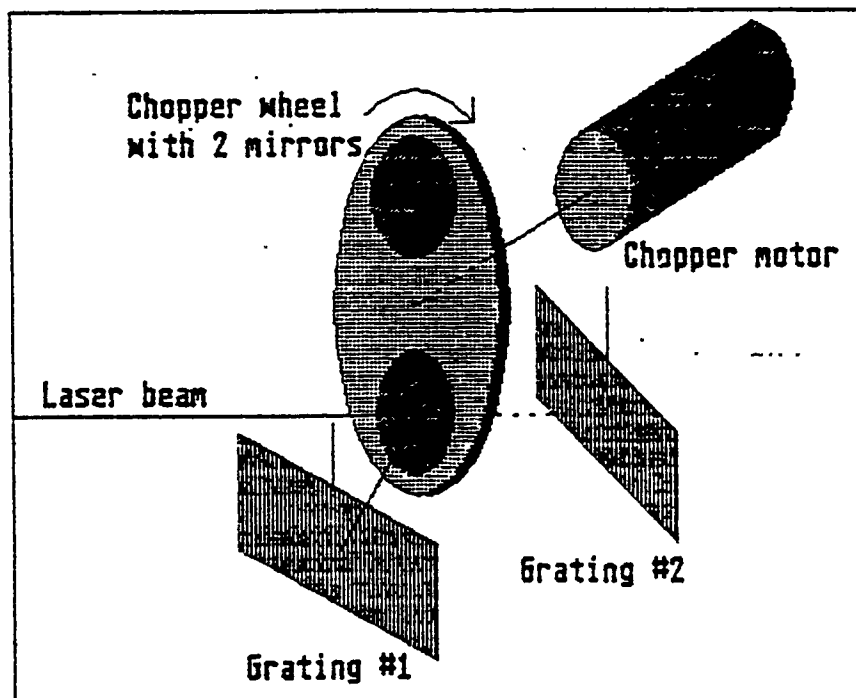 Chopper wheel
with 2 mirrors
Chopper motor
Laser beam
Grating #2
Grating #1